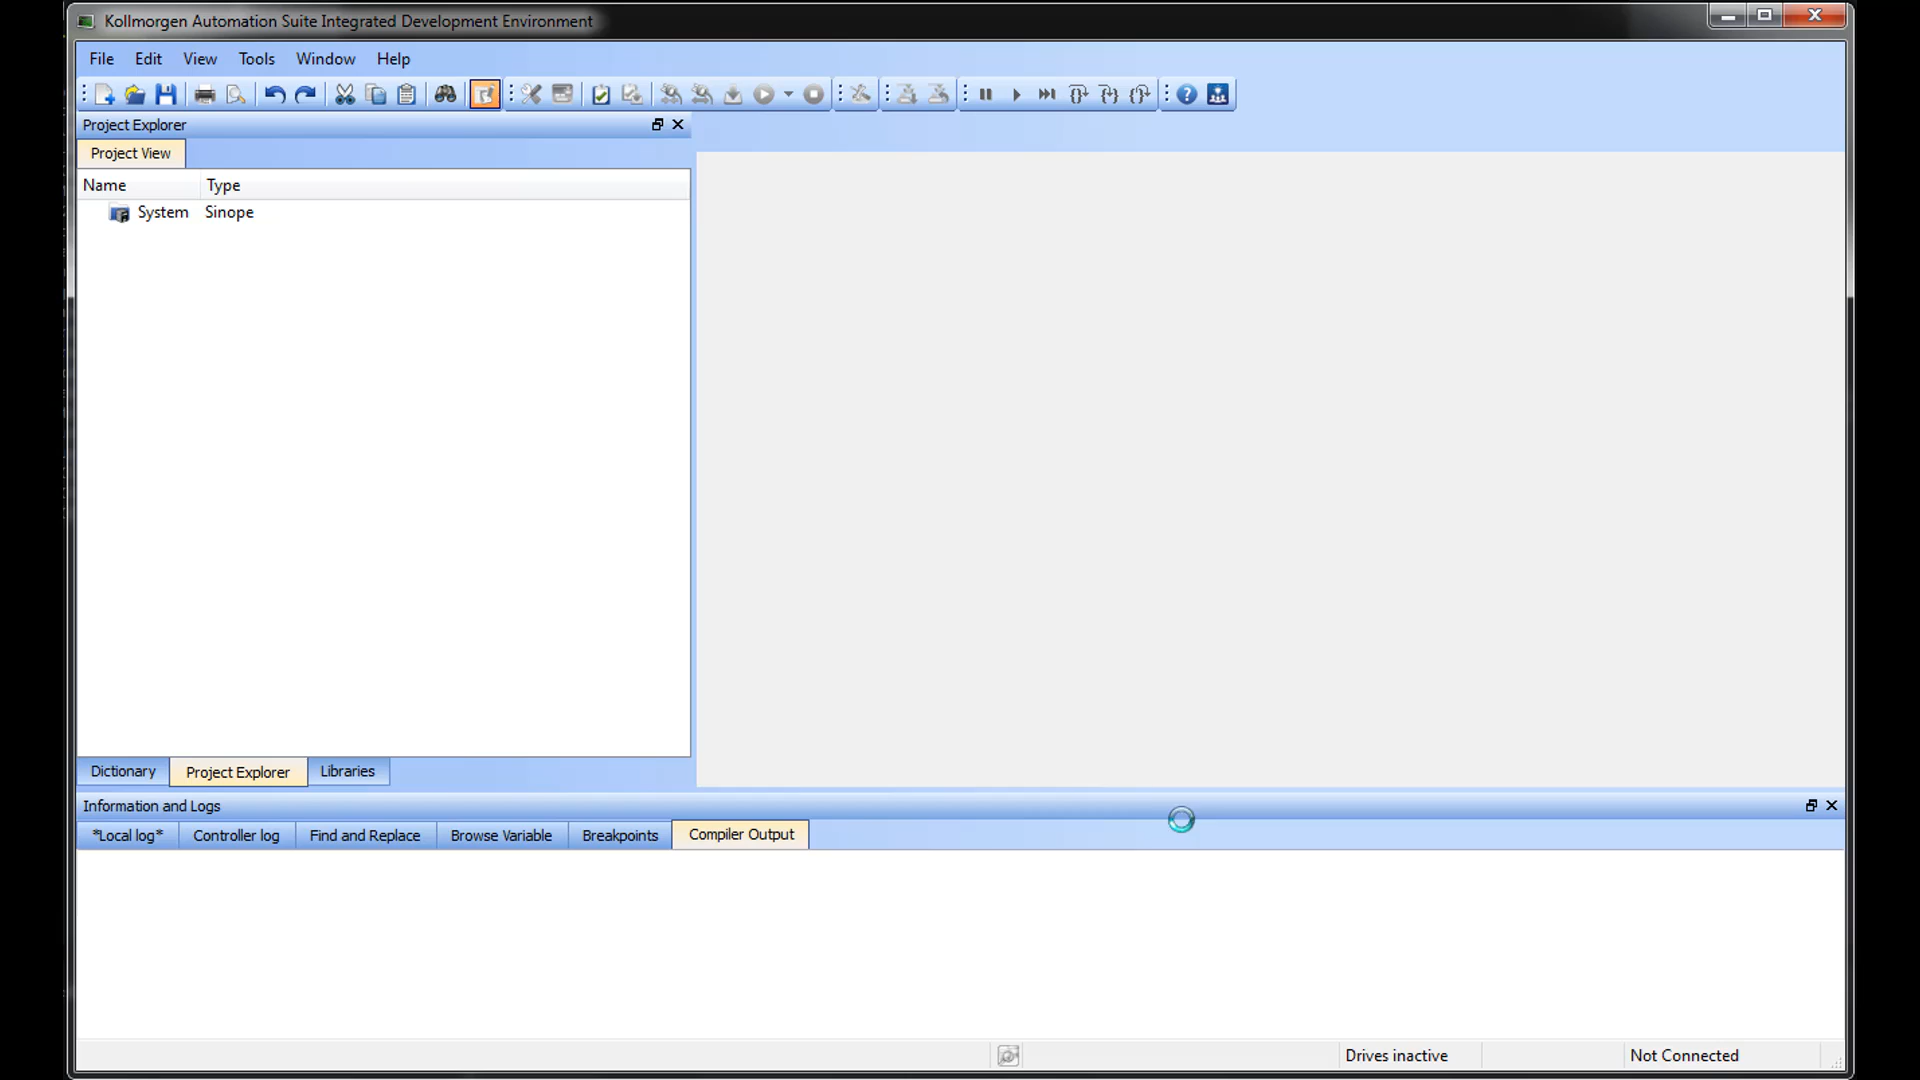 Kollmorgen Automation Suite Integrated Development Environment
File Edit View Tools Window Help
Project Explorer
Project View
Name Type
System Sinope
Dictionary Project Explorer Libraries
Information and Logs
*Local log* Controller log Find and Replace Browse Variable Breakpoints Compiler Output
Drives inactive Not Connected